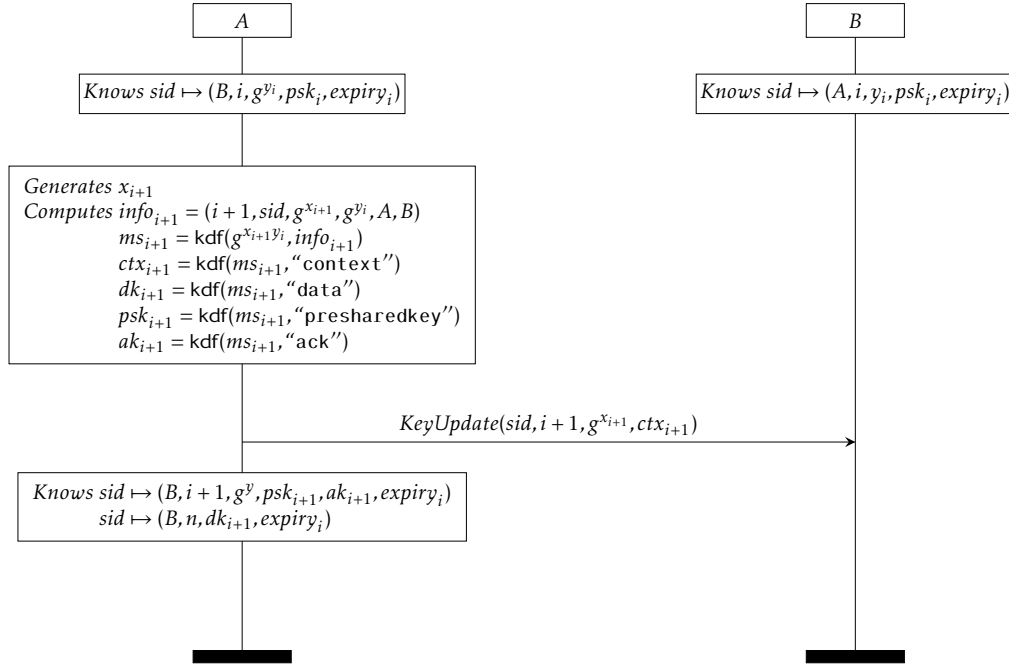 A
B
Knows sid ↦ (B, i, g^{y_i}, psk_i, expiry_i)
Knows sid ↦ (A, i, y_i, psk_i, expiry_i)
Generates x_{i+1}
Computes info_{i+1} = (i + 1, sid, g^{x_{i+1}}, g^{y_i}, A, B)
ms_{i+1} = kdf(g^{x_{i+1}y_i}, info_{i+1})
ctx_{i+1} = kdf(ms_{i+1}, “context”)
dk_{i+1} = kdf(ms_{i+1}, “data”)
psk_{i+1} = kdf(ms_{i+1}, “presharedkey”)
ak_{i+1} = kdf(ms_{i+1}, “ack”)
KeyUpdate(sid, i + 1, g^{x_{i+1}}, ctx_{i+1})
Knows sid ↦ (B, i + 1, g^y, psk_{i+1}, ak_{i+1}, expiry_i)
sid ↦ (B, n, dk_{i+1}, expiry_i)